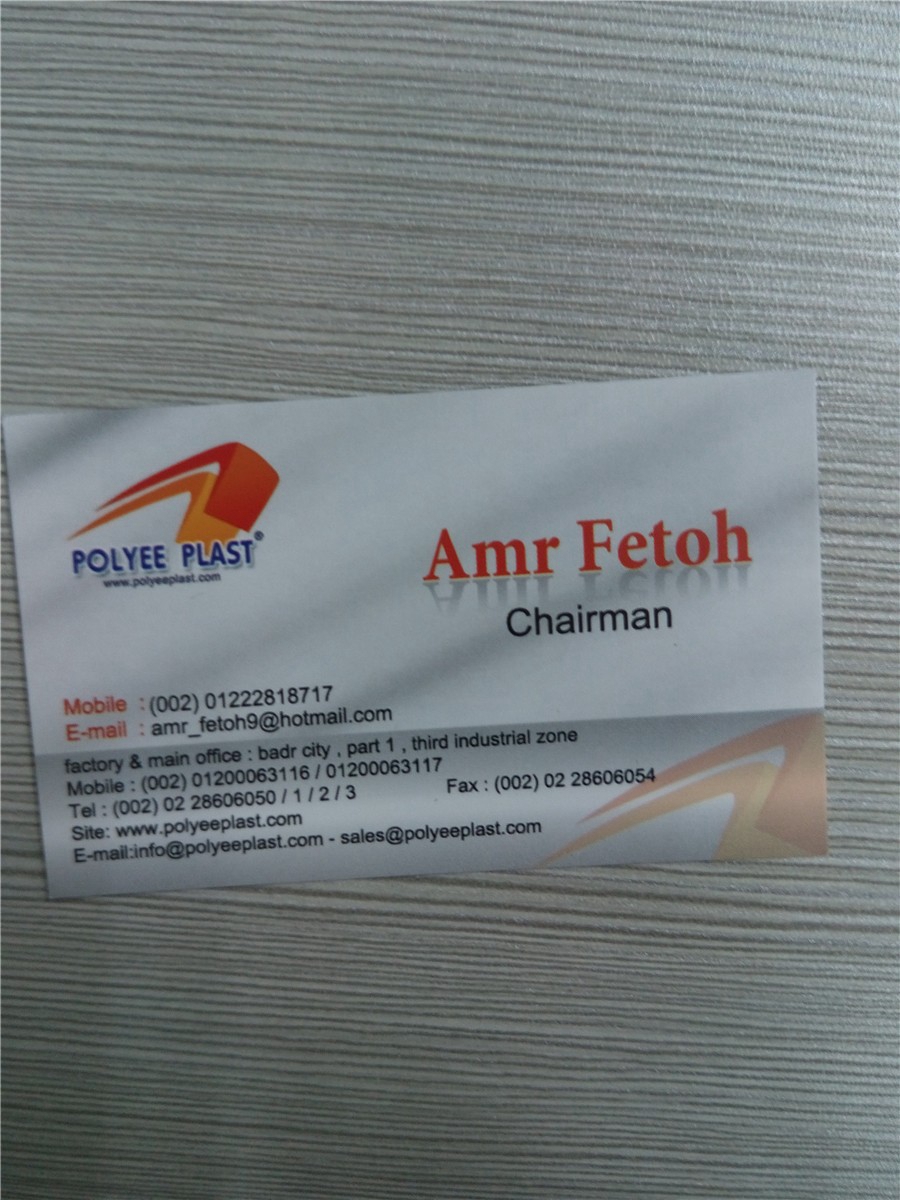 POLYEE PLAST®
www.polyeeplast.com
Amr Fetoh
Chairman
Mobile : (002) 01222818717
E-mail : amr_fetoh9@hotmail.com
factory & main office : badr city , part 1 , third industrial zone
Mobile : (002) 01200063116 / 01200063117
Tel : (002) 02 28606050 / 1 / 2 / 3 Fax : (002) 02 28606054
Site: www.polyeeplast.com
E-mail:info@polyeeplast.com - sales@polyeeplast.com